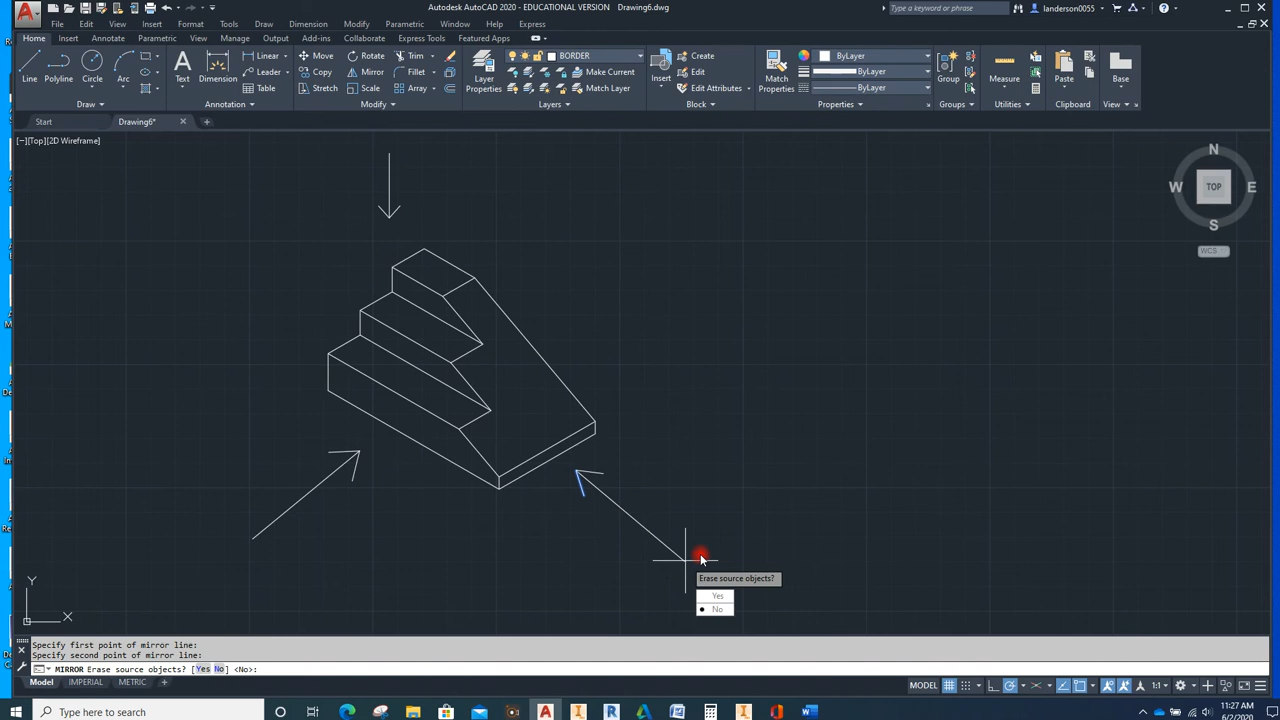 Autodesk AutoCAD 2020 - EDUCATIONAL VERSION Drawing6.dwg
Type a keyword or phrase
landerson0055
File Edit View Insert Format Tools Draw Dimension Modify Parametric Window Help Express
Home Insert Annotate Parametric View Manage Output Add-ins Collaborate Express Tools Featured Apps
Line Polyline Circle Arc Text Dimension
Linear
Leader
Table
Move Rotate Trim
Copy Mirror Fillet
Stretch Scale Array
Layer Properties
BORDER
Make Current
Match Layer
Insert
Create
Edit
Edit Attributes
Match Properties
ByLayer
ByLayer
ByLayer
Group Measure Paste Base
Draw Annotation Modify Layers Block Properties Groups Utilities Clipboard View
Start Drawing6*
[−][Top][2D Wireframe]
N
W TOP E
S
WCS
Erase source objects?
Yes
No
Y
X
Specify first point of mirror line:
Specify second point of mirror line:
MIRROR Erase source objects? [Yes No] <No>:
Model IMPERIAL METRIC
MODEL 1:1
Type here to search
11:27 AM
6/2/2020